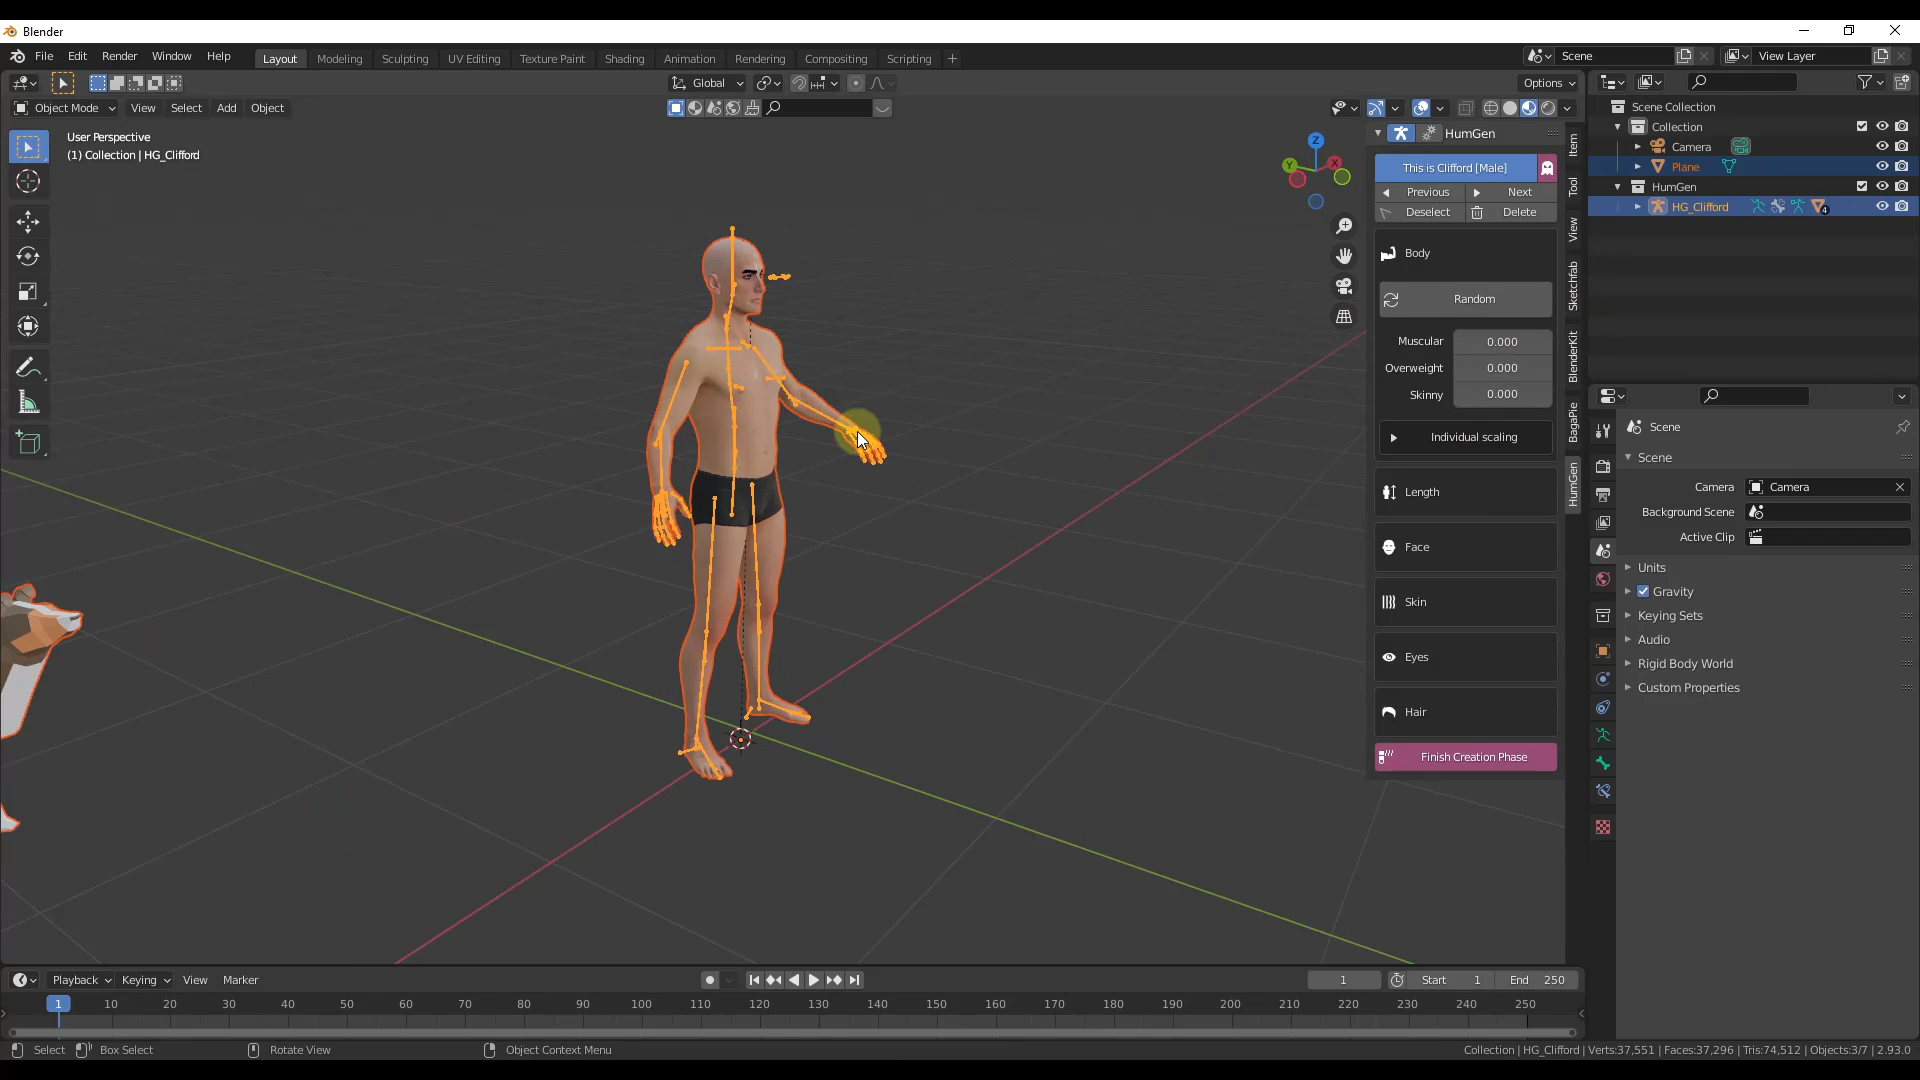 Blender
File Edit Render Window Help
Layout Modeling Sculpting UV Editing Texture Paint Shading Animation Rendering Compositing Scripting +
Scene
View Layer
Global
Options
Object Mode View Select Add Object
User Perspective
(1) Collection | HG_Clifford
X
Y
Z
HumGen
This is Clifford [Male]
Previous Next
Deselect Delete
Body
Random
Muscular 0.000
Overweight 0.000
Skinny 0.000
Individual scaling
Length
Face
Skin
Eyes
Hair
Finish Creation Phase
Item
Tool
View
Sketchfab
BlenderKit
BagaPie
HumGen
Scene Collection
Collection
Camera
Plane
HumGen
HG_Clifford
4
Scene
Scene
Camera Camera
Background Scene
Active Clip
Units
Gravity
Keying Sets
Audio
Rigid Body World
Custom Properties
Playback Keying View Marker
1 Start 1 End 250
1 10 20 30 40 50 60 70 80 90 100 110 120 130 140 150 160 170 180 190 200 210 220 230 240 250
Select Box Select Rotate View Object Context Menu
Collection | HG_Clifford | Verts:37,551 | Faces:37,296 | Tris:74,512 | Objects:3/7 | 2.93.0